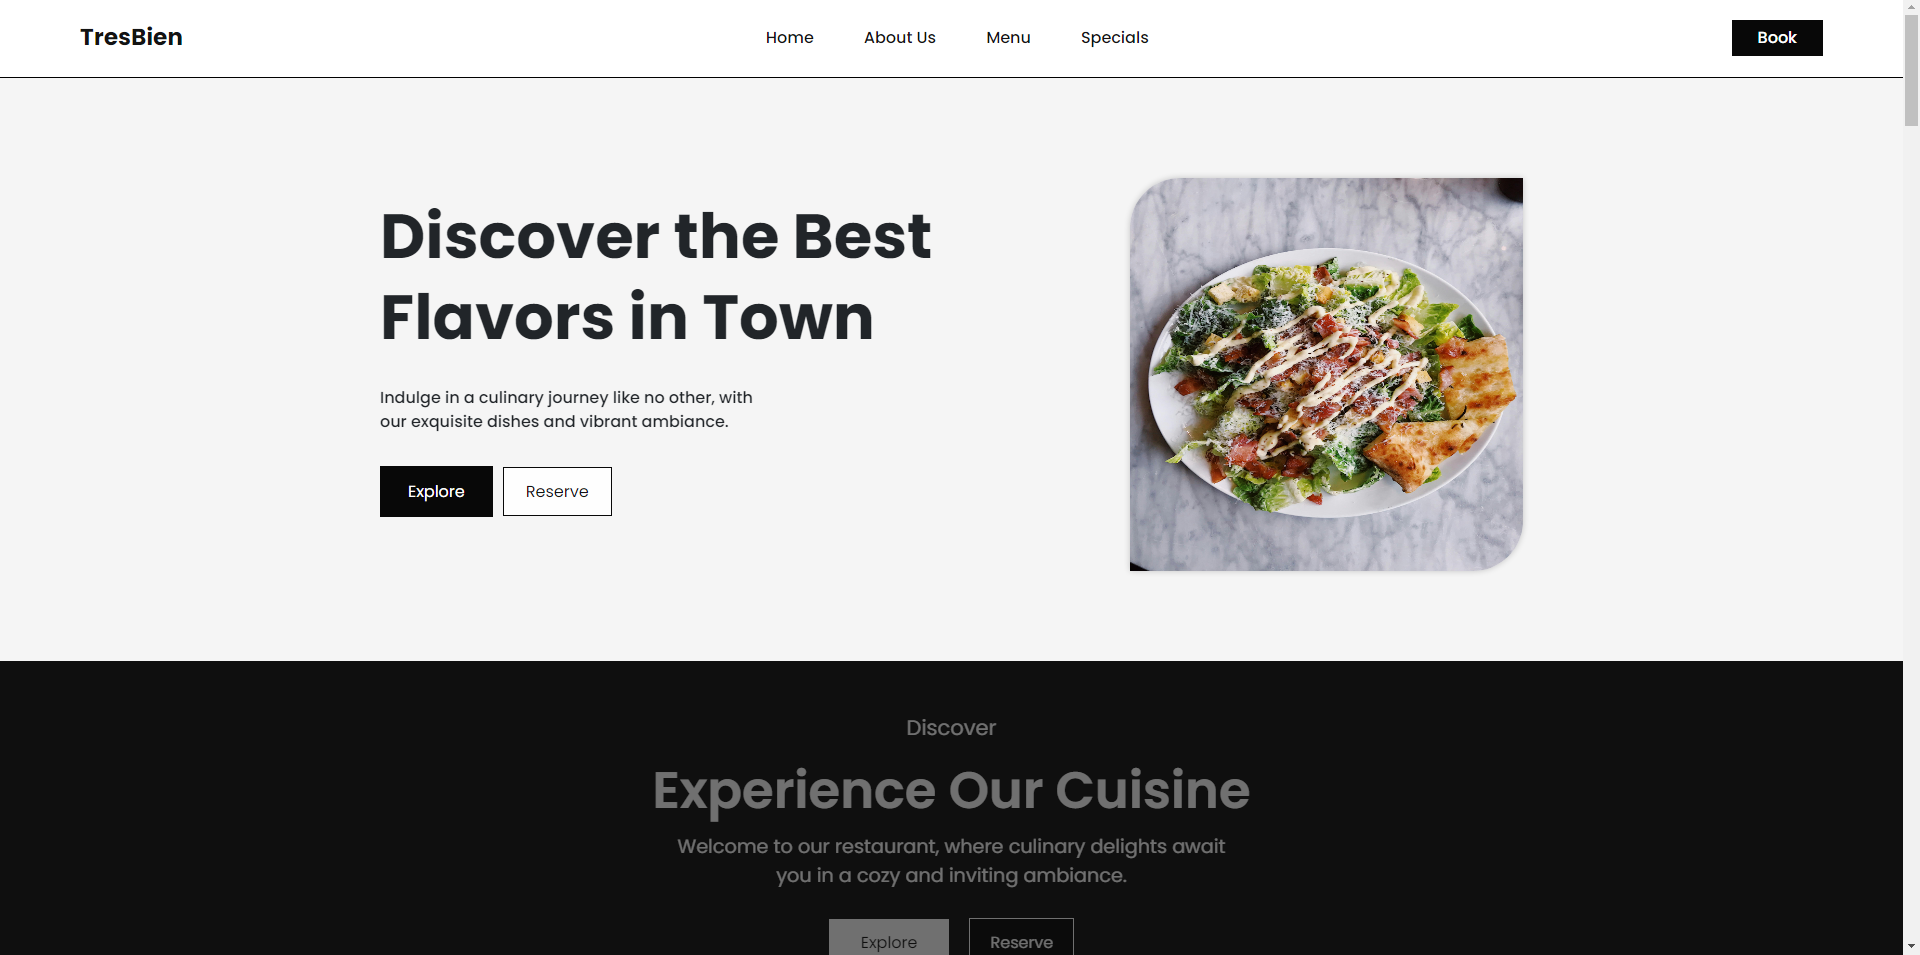 TresBien
Home
About Us
Menu
Specials
Book
Discover the Best
Flavors in Town
Indulge in a culinary journey like no other, with
our exquisite dishes and vibrant ambiance.
Explore
Reserve
Discover
Experience Our Cuisine
Welcome to our restaurant, where culinary delights await
you in a cozy and inviting ambiance.
Explore
Reserve